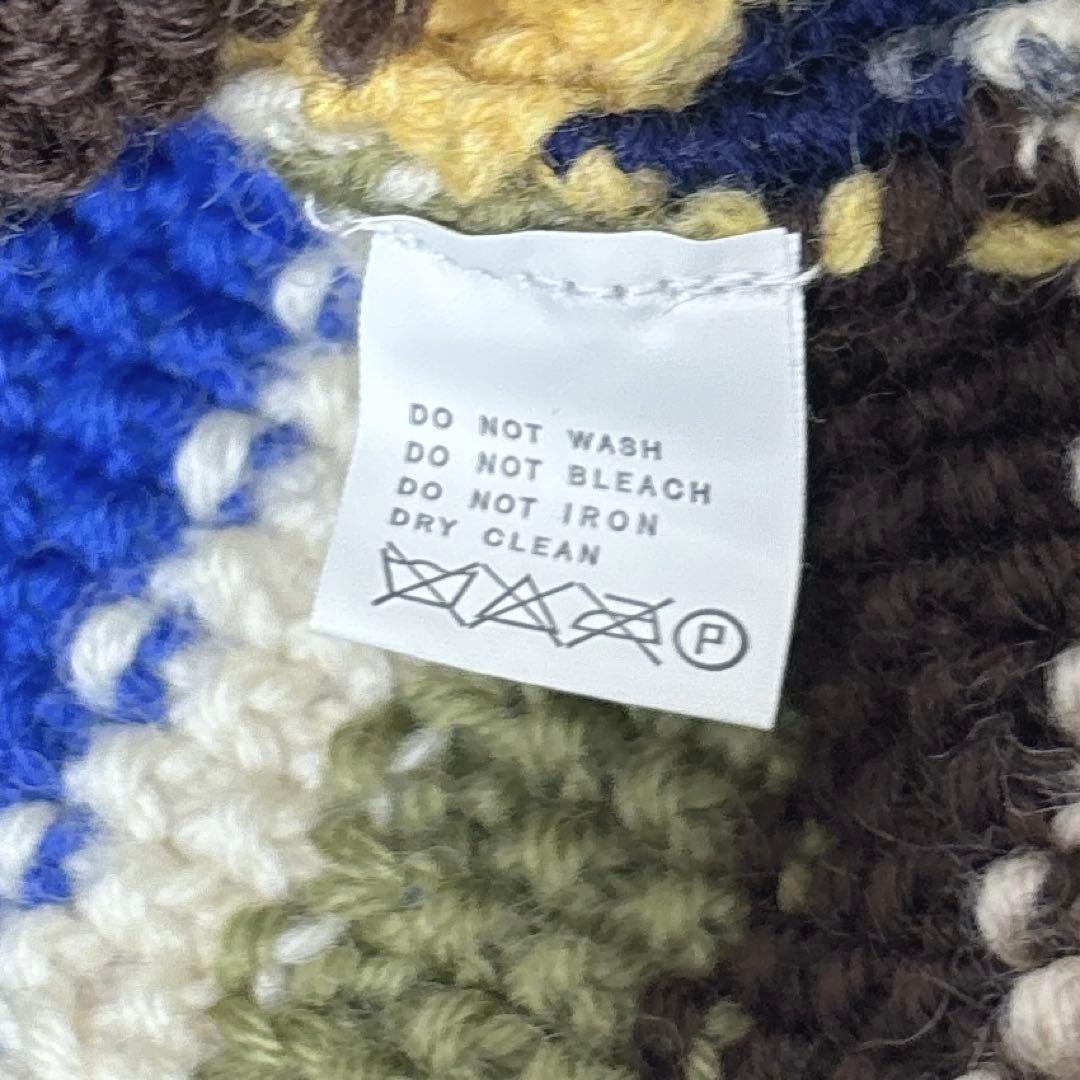 DO NOT WASH
DO NOT BLEACH
DO NOT IRON
DRY CLEAN
P